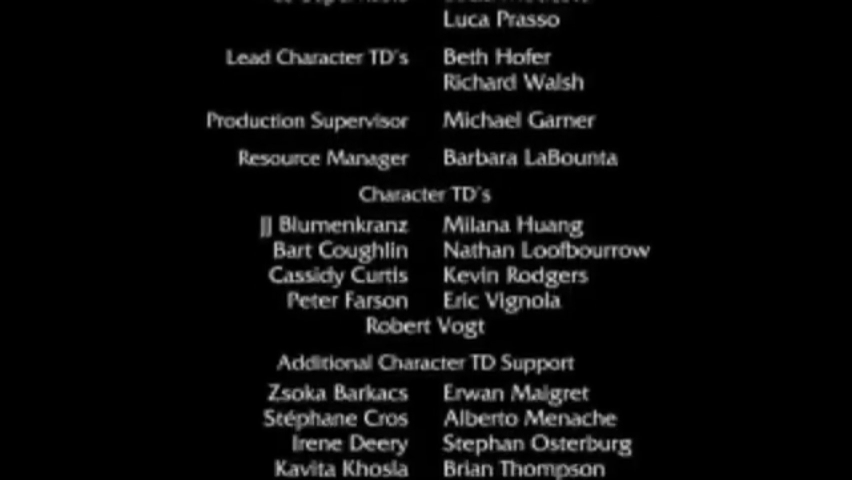 Luca Prasso
Lead Character TD's Beth Hofer
Richard Walsh
Production Supervisor Michael Garner
Resource Manager Barbara LaBounta
Character TD's
JJ Blumenkranz Milana Huang
Bart Coughlin Nathan Loofbourrow
Cassidy Curtis Kevin Rodgers
Peter Farson Eric Vignola
Robert Vogt
Additional Character TD Support
Zsoka Barkacs Erwan Maigret
Stéphane Cros Alberto Menache
Irene Deery Stephan Osterburg
Kavita Khosla Brian Thompson